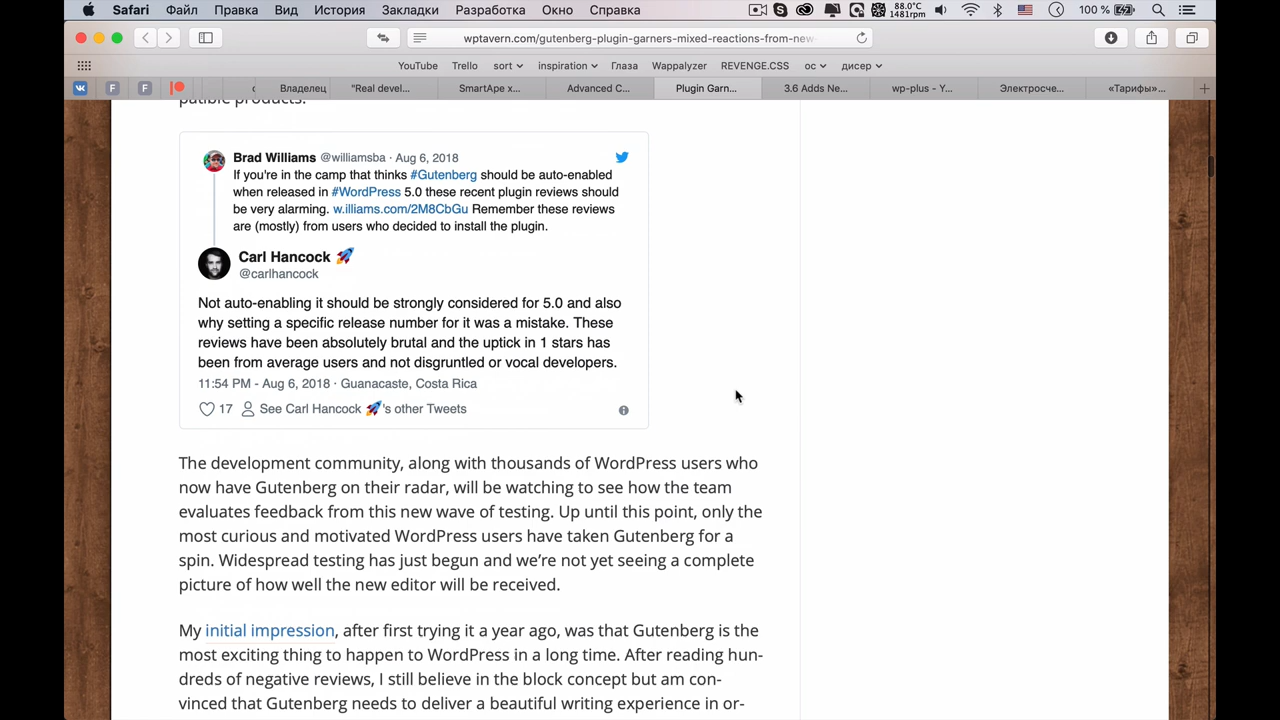 Safari Файл Правка Вид История Закладки Разработка Окно Справка 88.0°C 1481rpm 100 %
wptavern.com/gutenberg-plugin-garners-mixed-reactions-from-new-
YouTube Trello sort inspiration Глаза Wappalyzer REVENGE.CSS ос дисер
F F Владелец "Real devel... SmartApe х... Advanced C... Plugin Garn... 3.6 Adds Ne... wp-plus - Y... Электросче... «Тарифы»...
patible products.
Brad Williams @williamsba · Aug 6, 2018
If you're in the camp that thinks #Gutenberg should be auto-enabled
when released in #WordPress 5.0 these recent plugin reviews should
be very alarming. w.illiams.com/2M8CbGu Remember these reviews
are (mostly) from users who decided to install the plugin.
Carl Hancock 🚀
@carlhancock
Not auto-enabling it should be strongly considered for 5.0 and also
why setting a specific release number for it was a mistake. These
reviews have been absolutely brutal and the uptick in 1 stars has
been from average users and not disgruntled or vocal developers.
11:54 PM - Aug 6, 2018 · Guanacaste, Costa Rica
17 See Carl Hancock 🚀's other Tweets
The development community, along with thousands of WordPress users who
now have Gutenberg on their radar, will be watching to see how the team
evaluates feedback from this new wave of testing. Up until this point, only the
most curious and motivated WordPress users have taken Gutenberg for a
spin. Widespread testing has just begun and we're not yet seeing a complete
picture of how well the new editor will be received.
My initial impression, after first trying it a year ago, was that Gutenberg is the
most exciting thing to happen to WordPress in a long time. After reading hun-
dreds of negative reviews, I still believe in the block concept but am con-
vinced that Gutenberg needs to deliver a beautiful writing experience in or-